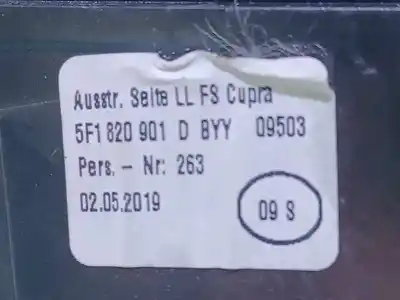 Ausstr. Seite LL FS Cupra
5F1 820 901 D BYY 09503
Pers. - Nr: 263
02.05.2019
09 S